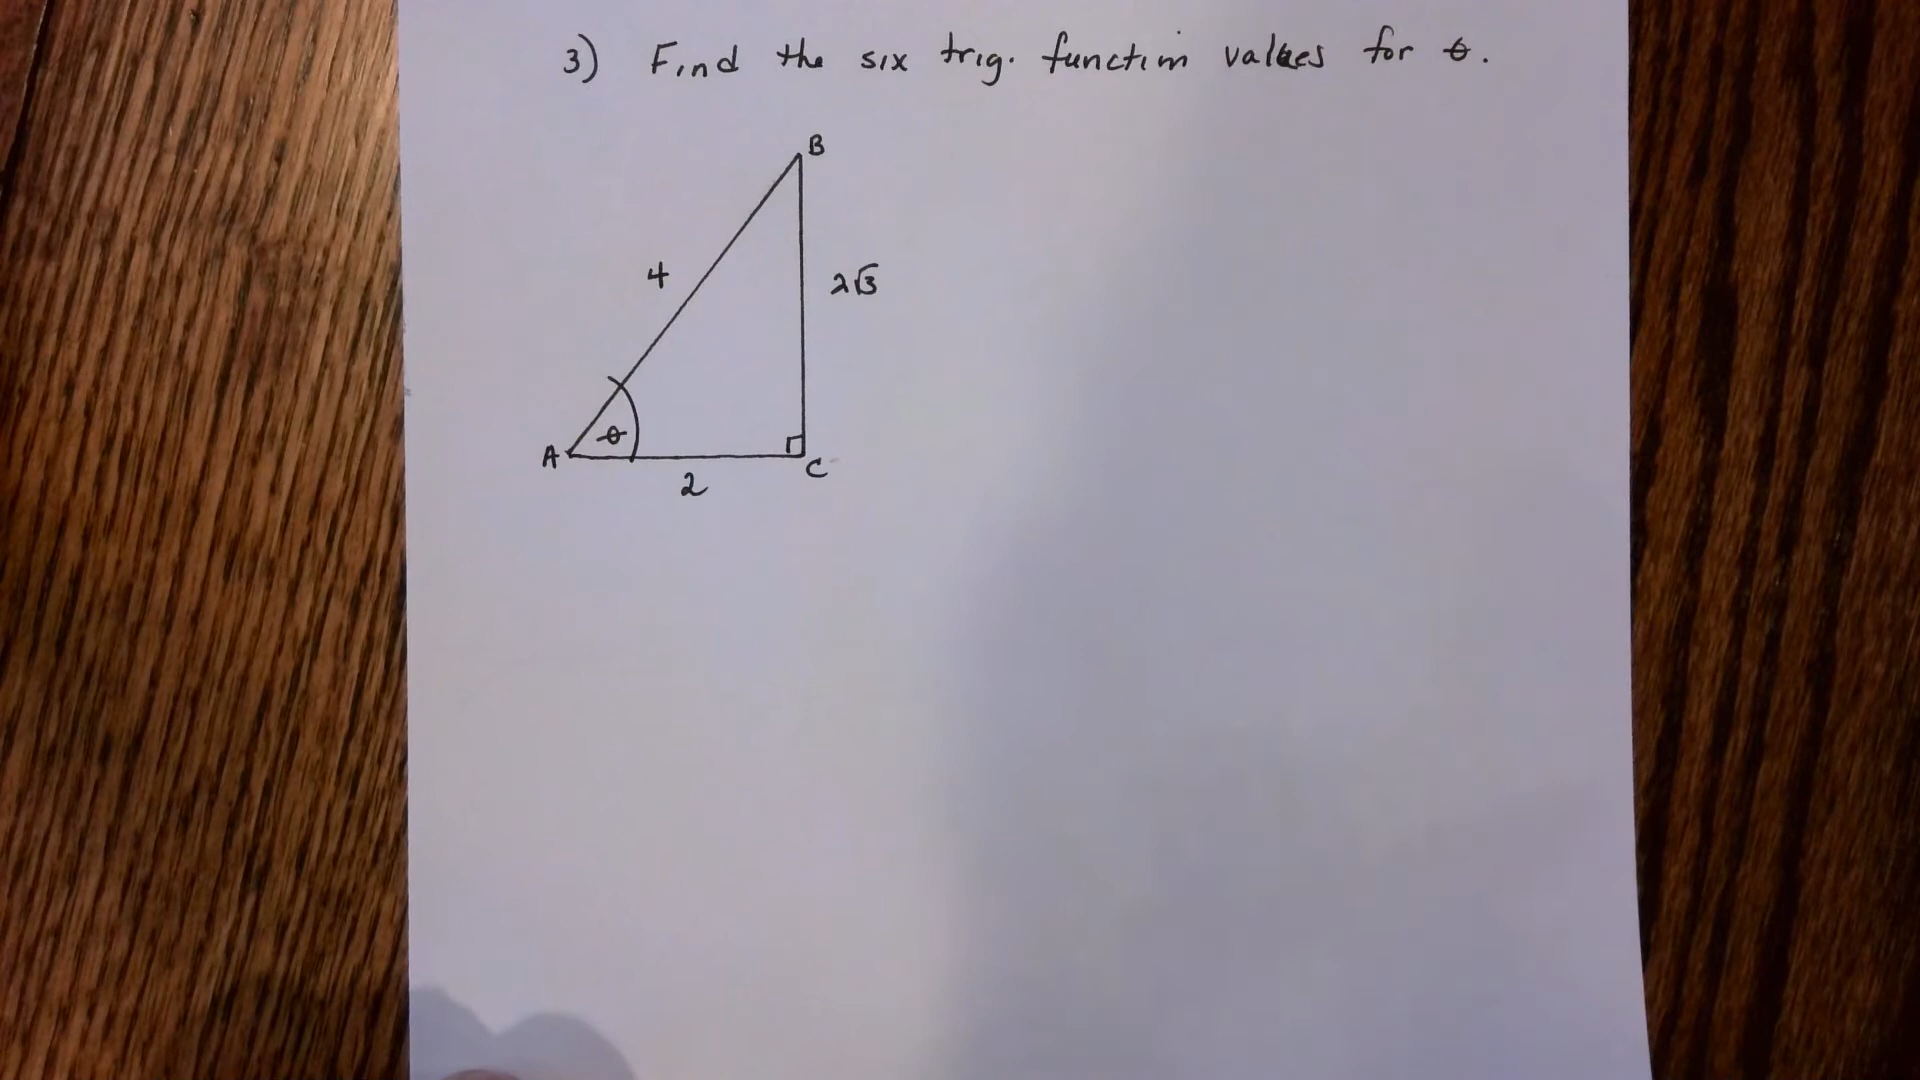 3) Find the six trig. function values for θ.
B
4
2√3
θ
A
C
2